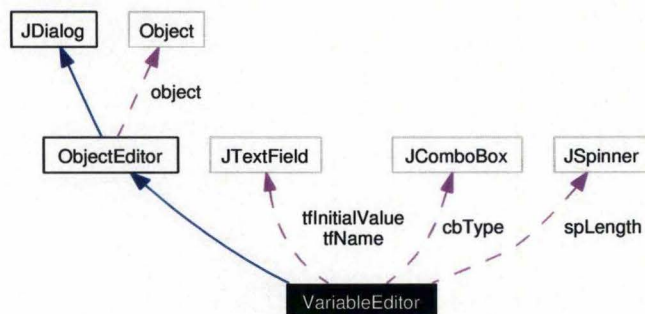 JDialog
Object
object
ObjectEditor
JTextField
JComboBox
JSpinner
tfInitialValue
tfName
cbType
spLength
VariableEditor